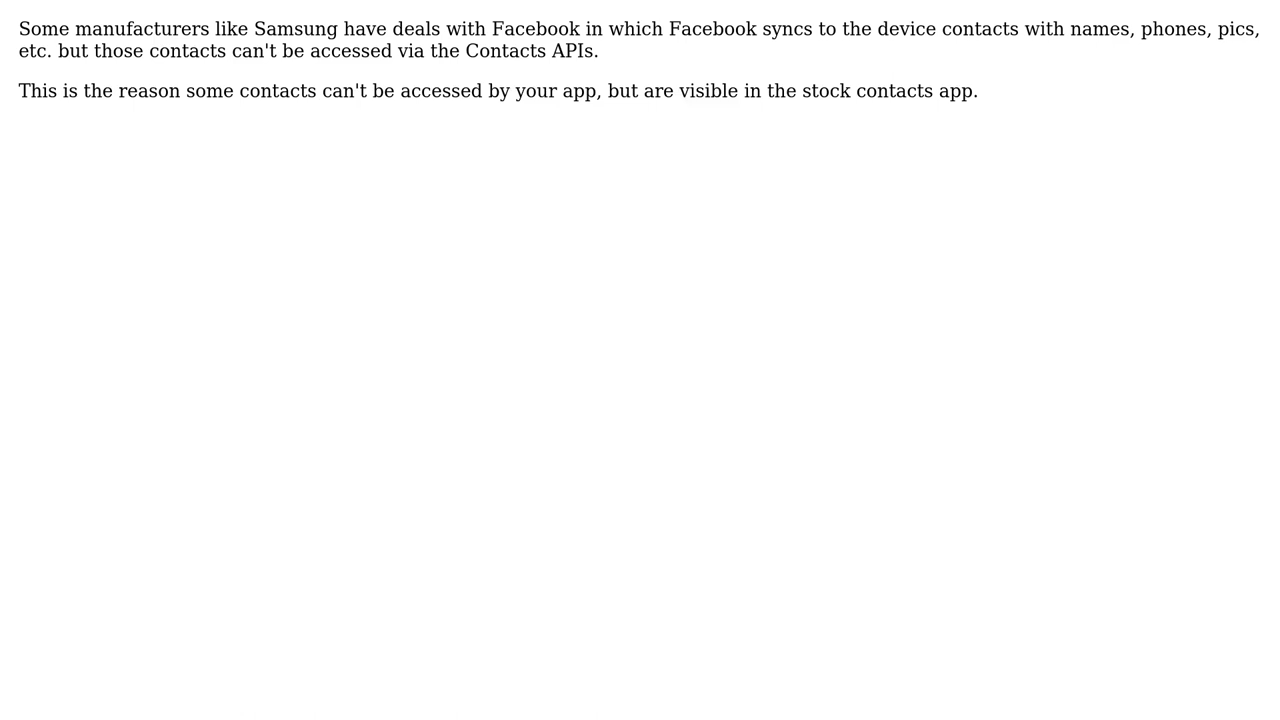 Some manufacturers like Samsung have deals with Facebook in which Facebook syncs to the device contacts with names, phones, pics,
etc. but those contacts can't be accessed via the Contacts APIs.
This is the reason some contacts can't be accessed by your app, but are visible in the stock contacts app.